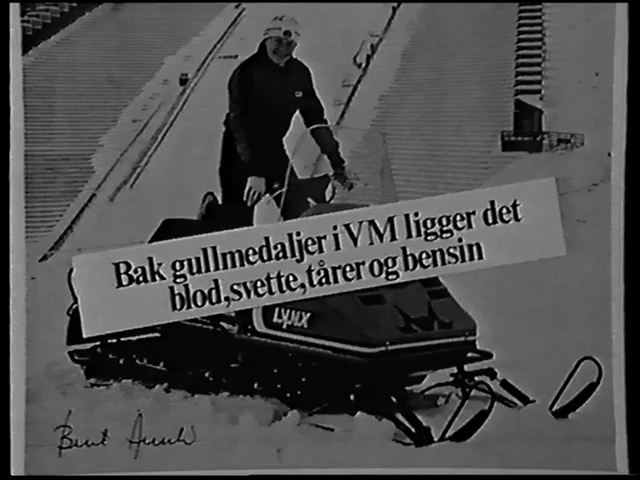 Bak gullmedaljer i VM ligger det
blod, svette, tårer og bensin
LYNX